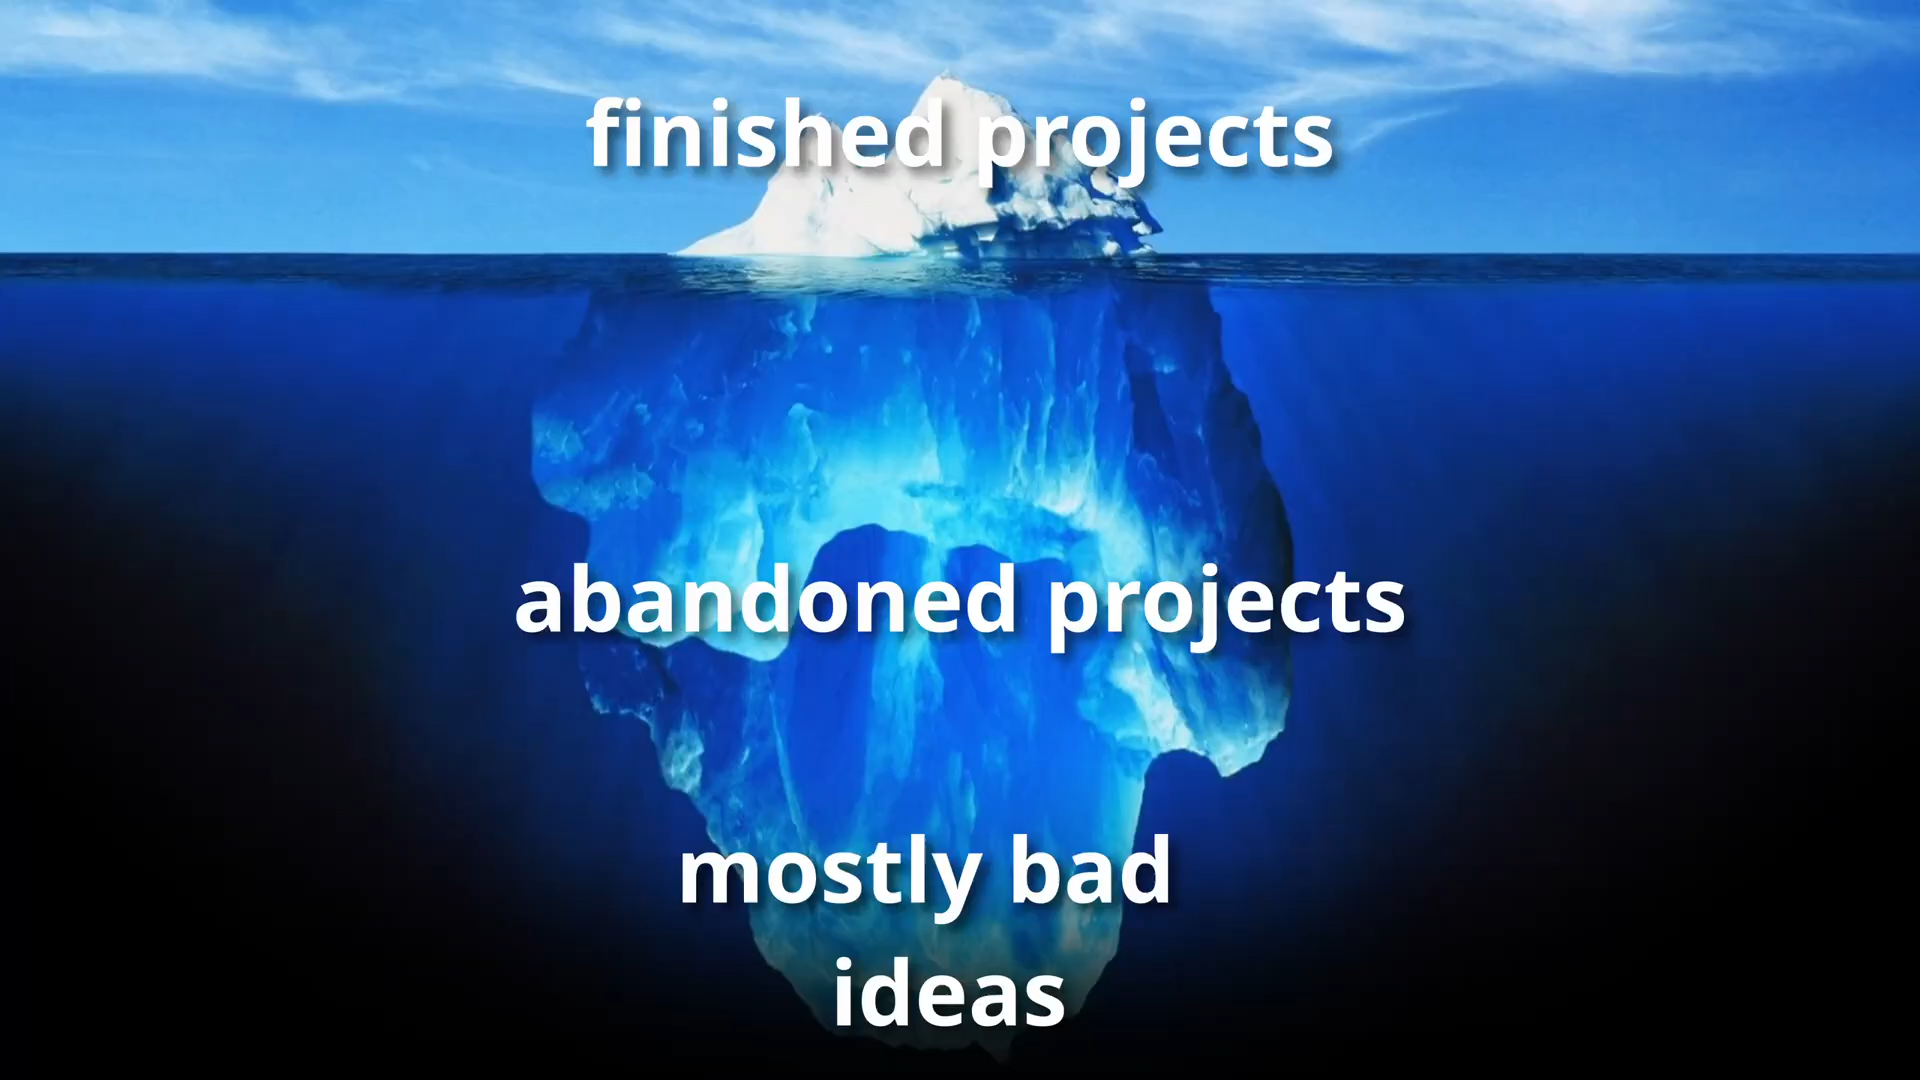 finished projects
abandoned projects
mostly bad
ideas